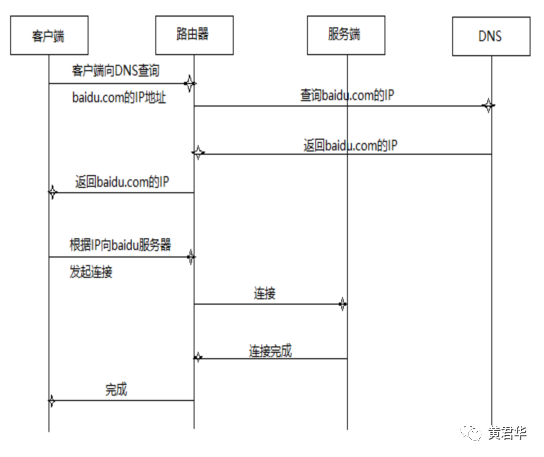 客户端
路由器
服务端
DNS
客户端向DNS查询
baidu.com的IP地址
查询baidu.com的IP
返回baidu.com的IP
返回baidu.com的IP
根据IP向baidu服务器
发起连接
连接
连接完成
完成
黄君华